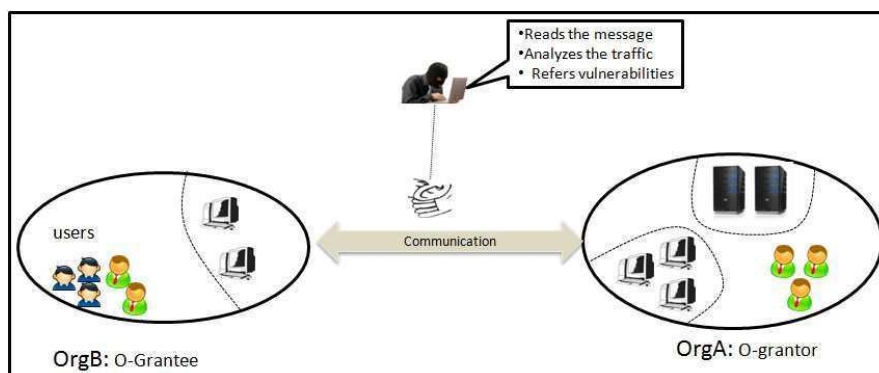 •Reads the message
•Analyzes the traffic
• Refers vulnerabilities
users
Communication
OrgB: O-Grantee
OrgA: O-grantor